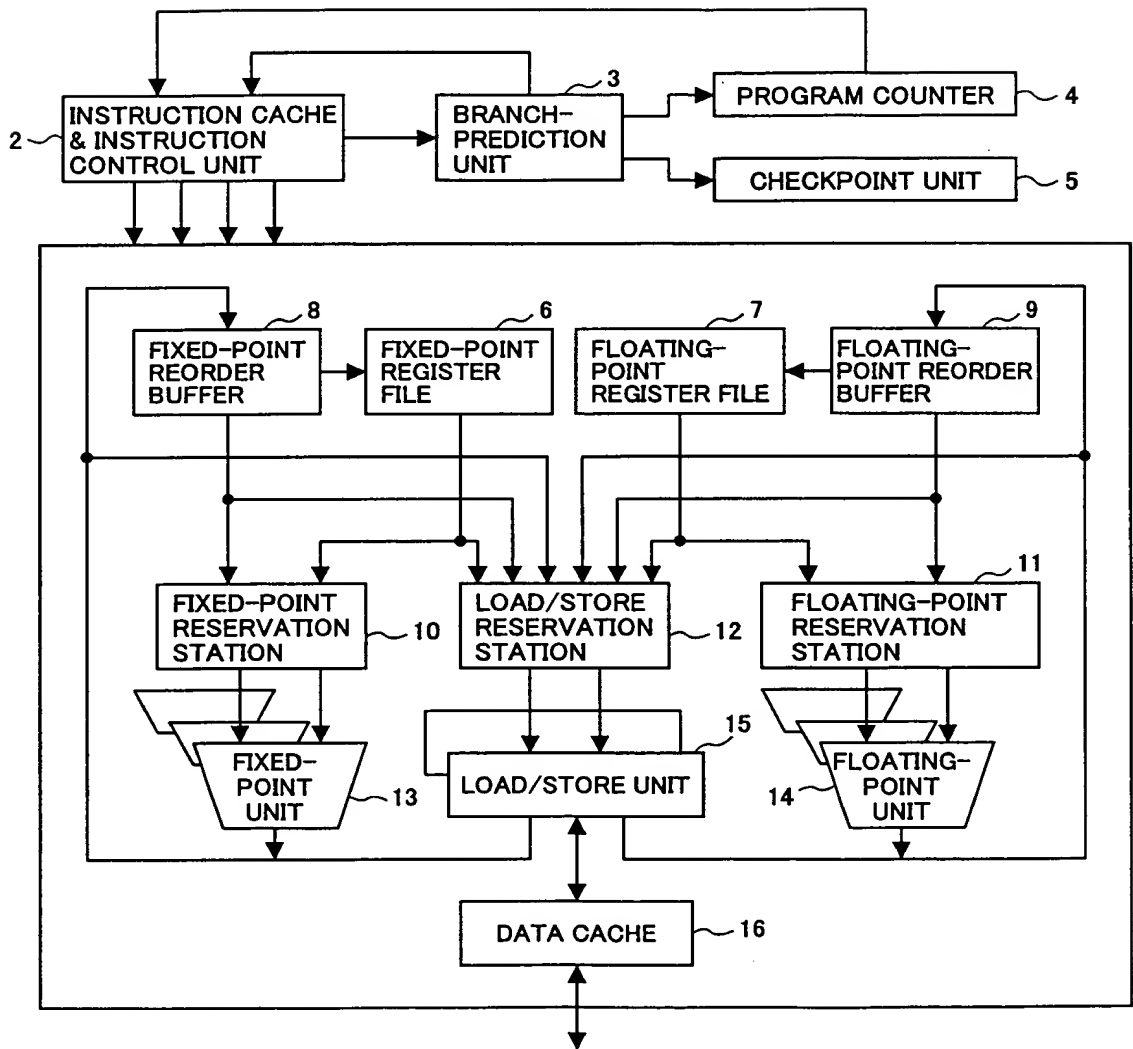 3
INSTRUCTION CACHE
& INSTRUCTION
CONTROL UNIT
2
BRANCH-
PREDICTION
UNIT
PROGRAM COUNTER
4
CHECKPOINT UNIT
5
8
6
7
9
FIXED-POINT
REORDER
BUFFER
FIXED-POINT
REGISTER
FILE
FLOATING-
POINT
REGISTER FILE
FLOATING-
POINT REORDER
BUFFER
11
FIXED-POINT
RESERVATION
STATION
10
LOAD/STORE
RESERVATION
STATION
12
FLOATING-POINT
RESERVATION
STATION
15
FIXED-
POINT
UNIT
13
LOAD/STORE UNIT
14
FLOATING-
POINT
UNIT
DATA CACHE
16